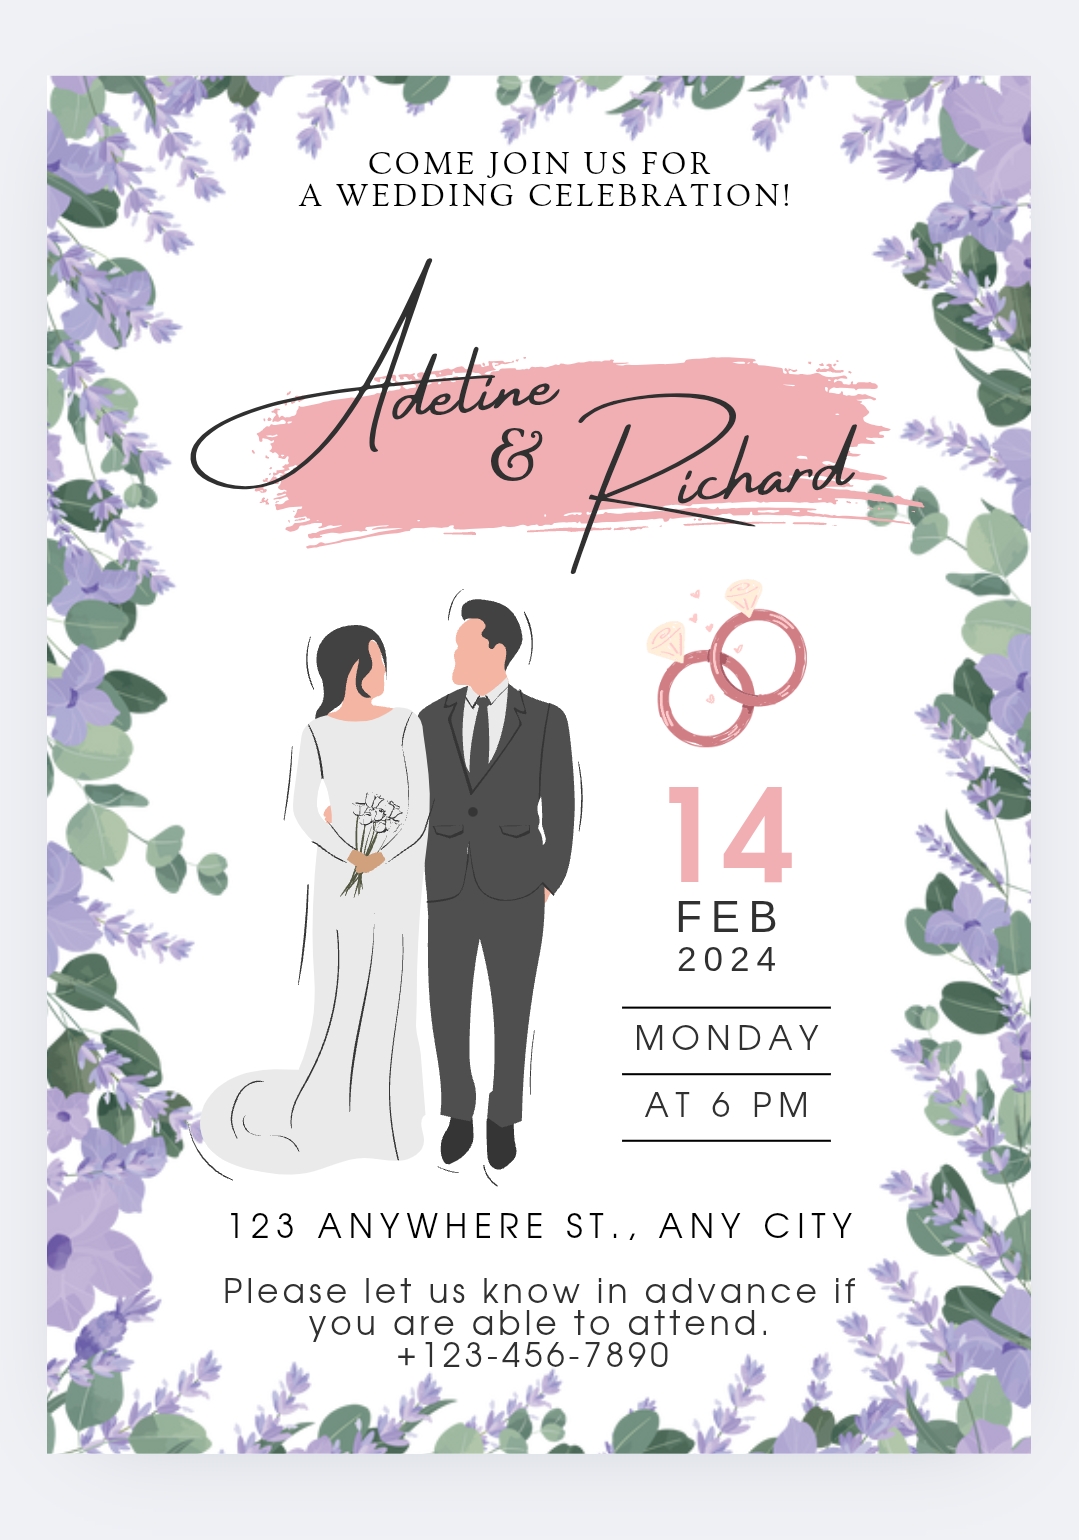 COME JOIN US FOR
A WEDDING CELEBRATION!
Adeline
&
Richard
14
FEB
2024
MONDAY
AT 6 PM
123 ANYWHERE ST., ANY CITY
Please let us know in advance if
you are able to attend.
+123-456-7890